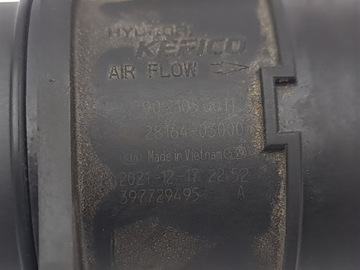 HYUNDAI
KEFICO
AIR FLOW
28164-03000
Made in Vietnam
2021-12-17 22:52
397729495 A